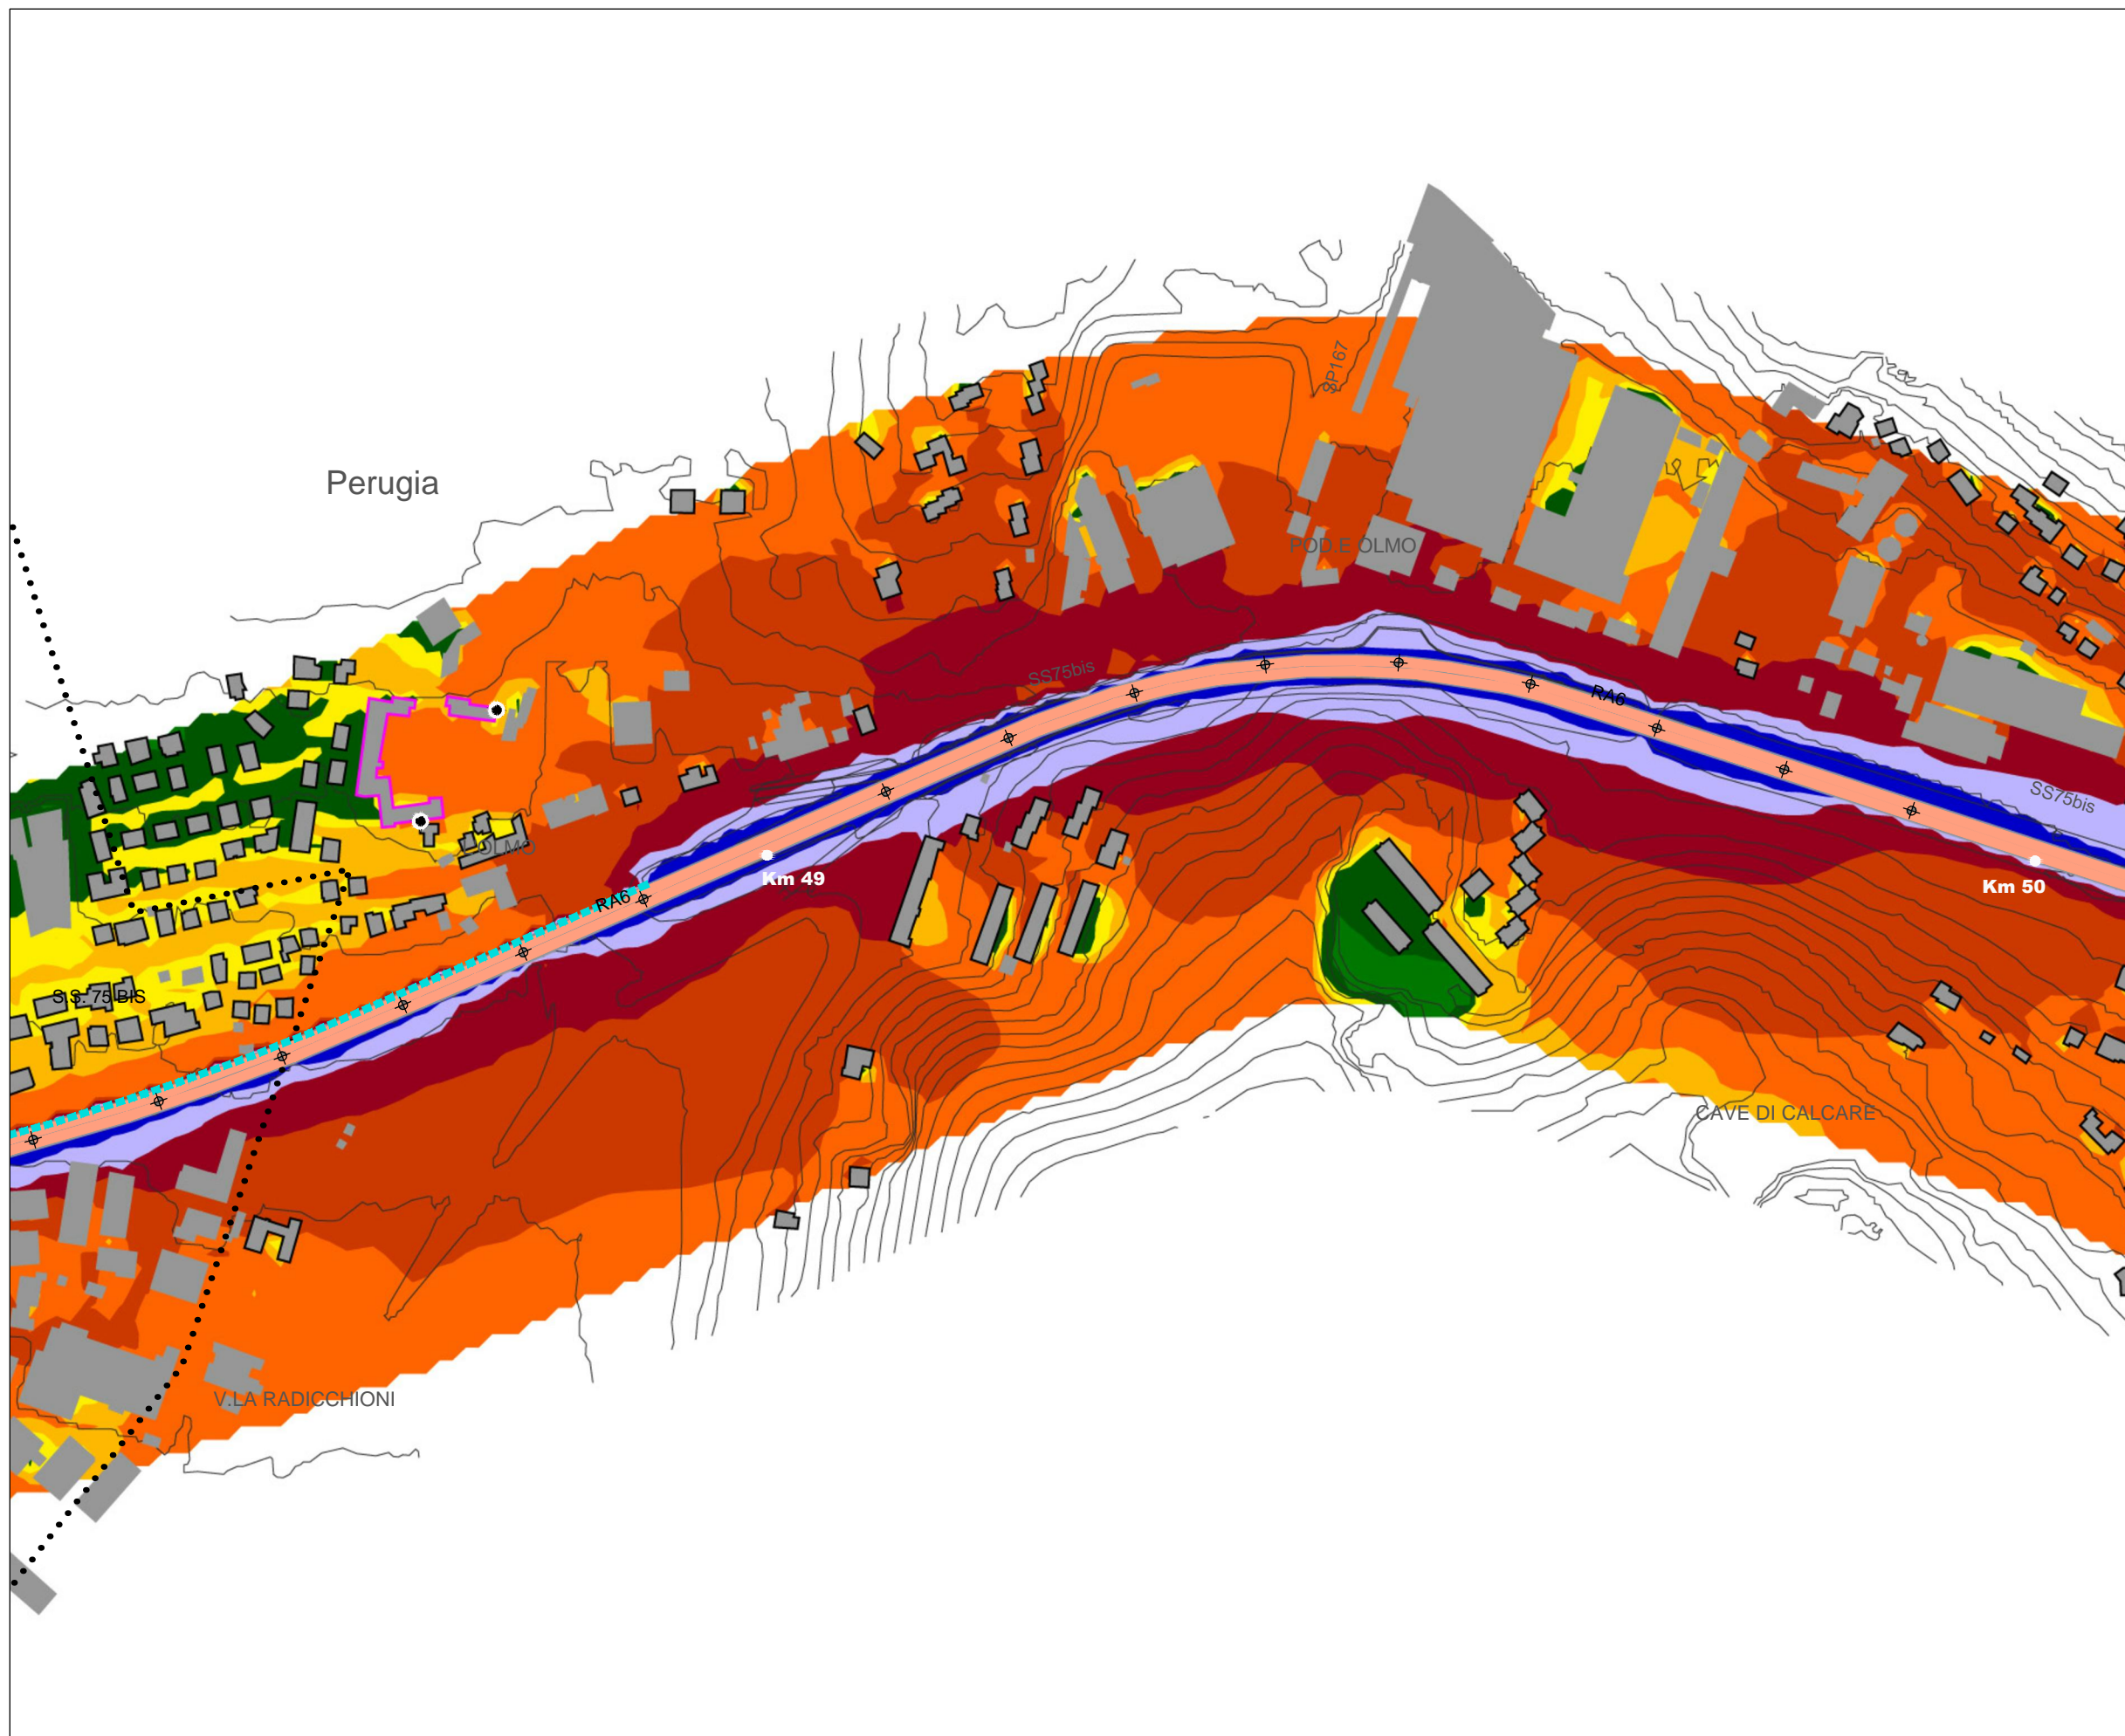 SP167
Perugia
POD.E OLMO
SS75bis
RA6
SS75bis
OLMO
Km 49
Km 50
RA6
S.S. 75 BIS
CAVE DI CALCARE
V.LA RADICCHIONI